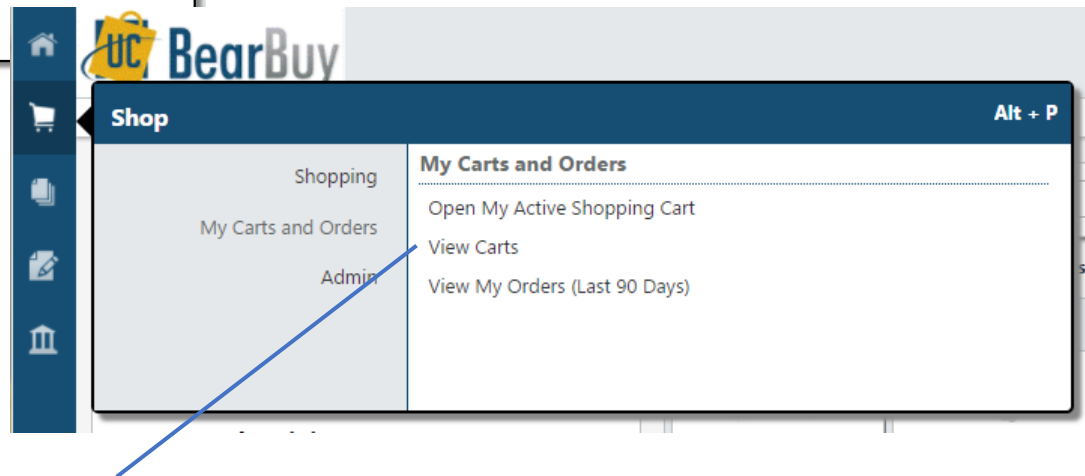 UC BearBuy
Shop
Alt + P
Shopping
My Carts and Orders
Admin
My Carts and Orders
Open My Active Shopping Cart
View Carts
View My Orders (Last 90 Days)